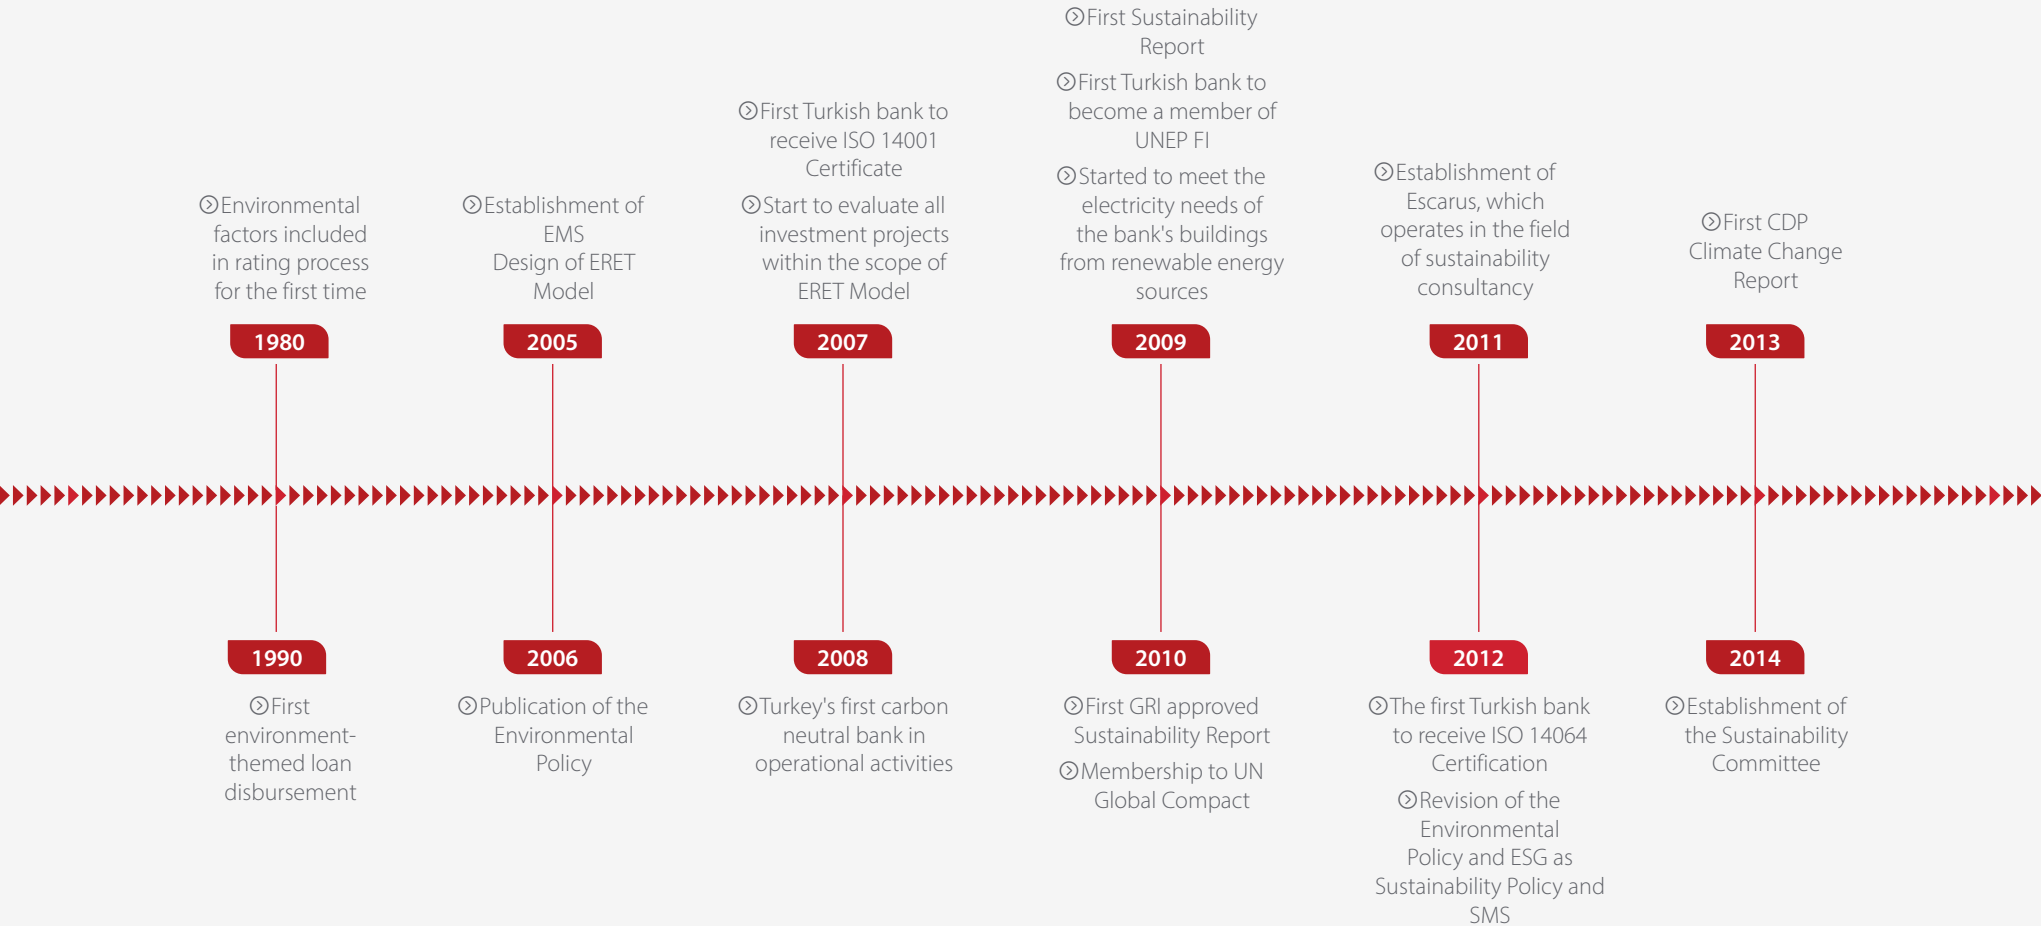 Environmental
factors included
in rating process
for the first time
1980
Establishment of
EMS
Design of ERET
Model
2005
First Turkish bank to
receive ISO 14001
Certificate
Start to evaluate all
investment projects
within the scope of
ERET Model
2007
First Sustainability
Report
First Turkish bank to
become a member of
UNEP FI
Started to meet the
electricity needs of
the bank's buildings
from renewable energy
sources
2009
Establishment of
Escarus, which
operates in the field
of sustainability
consultancy
2011
First CDP
Climate Change
Report
2013
1990
First
environment-
themed loan
disbursement
2006
Publication of the
Environmental
Policy
2008
Turkey's first carbon
neutral bank in
operational activities
2010
First GRI approved
Sustainability Report
Membership to UN
Global Compact
2012
The first Turkish bank
to receive ISO 14064
Certification
Revision of the
Environmental
Policy and ESG as
Sustainability Policy and
SMS
2014
Establishment of
the Sustainability
Committee